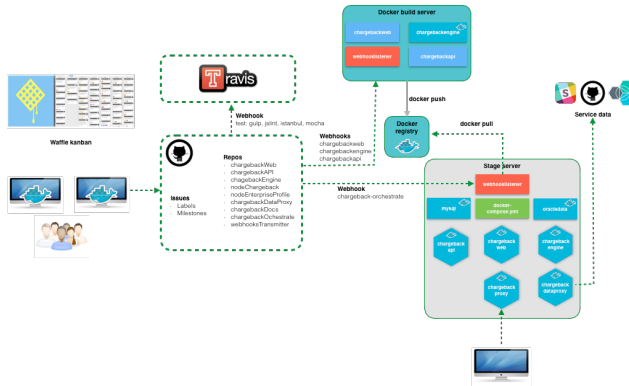 Docker build server
chargebackweb
chargebackengine
webhooklistener
chargebackapi
Travis
Waffle kanban
Webhook
test: gulp, jslint, istanbul, mocha
docker push
Service data
Docker
registry
docker pull
Webhooks
chargebackweb
chargebackengine
chargebackapi
Repos
- chargebackWeb
- chargebackAPI
- chagebackEngine
- nodeChargeback
- nodeEnterpriseProfile
- chargebackDataProxy
- chargebackDocs
- chargebackOchestrate
- webhooksTransmitter
Issues
- Labels
- Milestones
Webhook
chargeback-orchestrate
Stage server
webhooklistener
mysql
docker-
compose.yml
oracledata
chargeback
api
chargeback
web
chargeback
engine
chargeback
proxy
chargeback
dataproxy